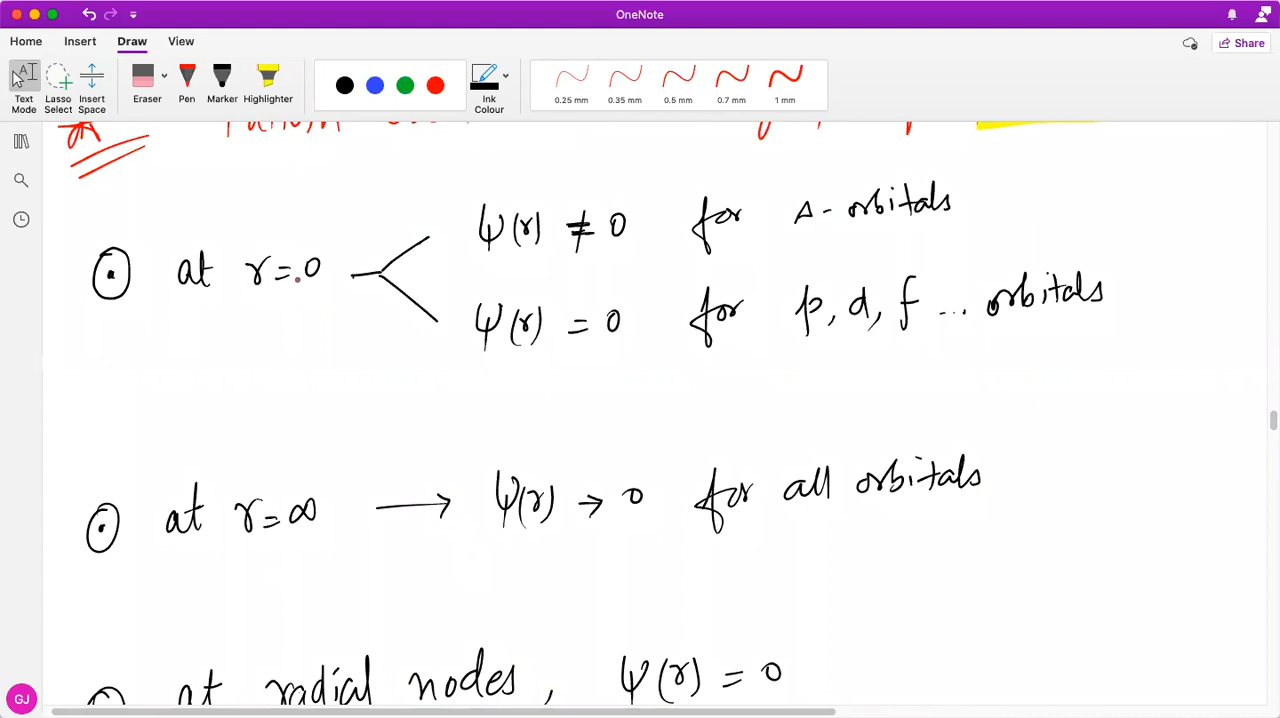 OneNote
Home Insert Draw View
Share
Text Mode
Lasso Select
Insert Space
Eraser
Pen
Marker
Highlighter
Ink Colour
0.25 mm 0.35 mm 0.5 mm 0.7 mm 1 mm
ψ(r) ≠ 0 for s- orbitals
at r=0
ψ(r) = 0 for p, d, f ... orbitals
at r=∞ → ψ(r) → 0 for all orbitals
at radial nodes, ψ(r) = 0
GJ